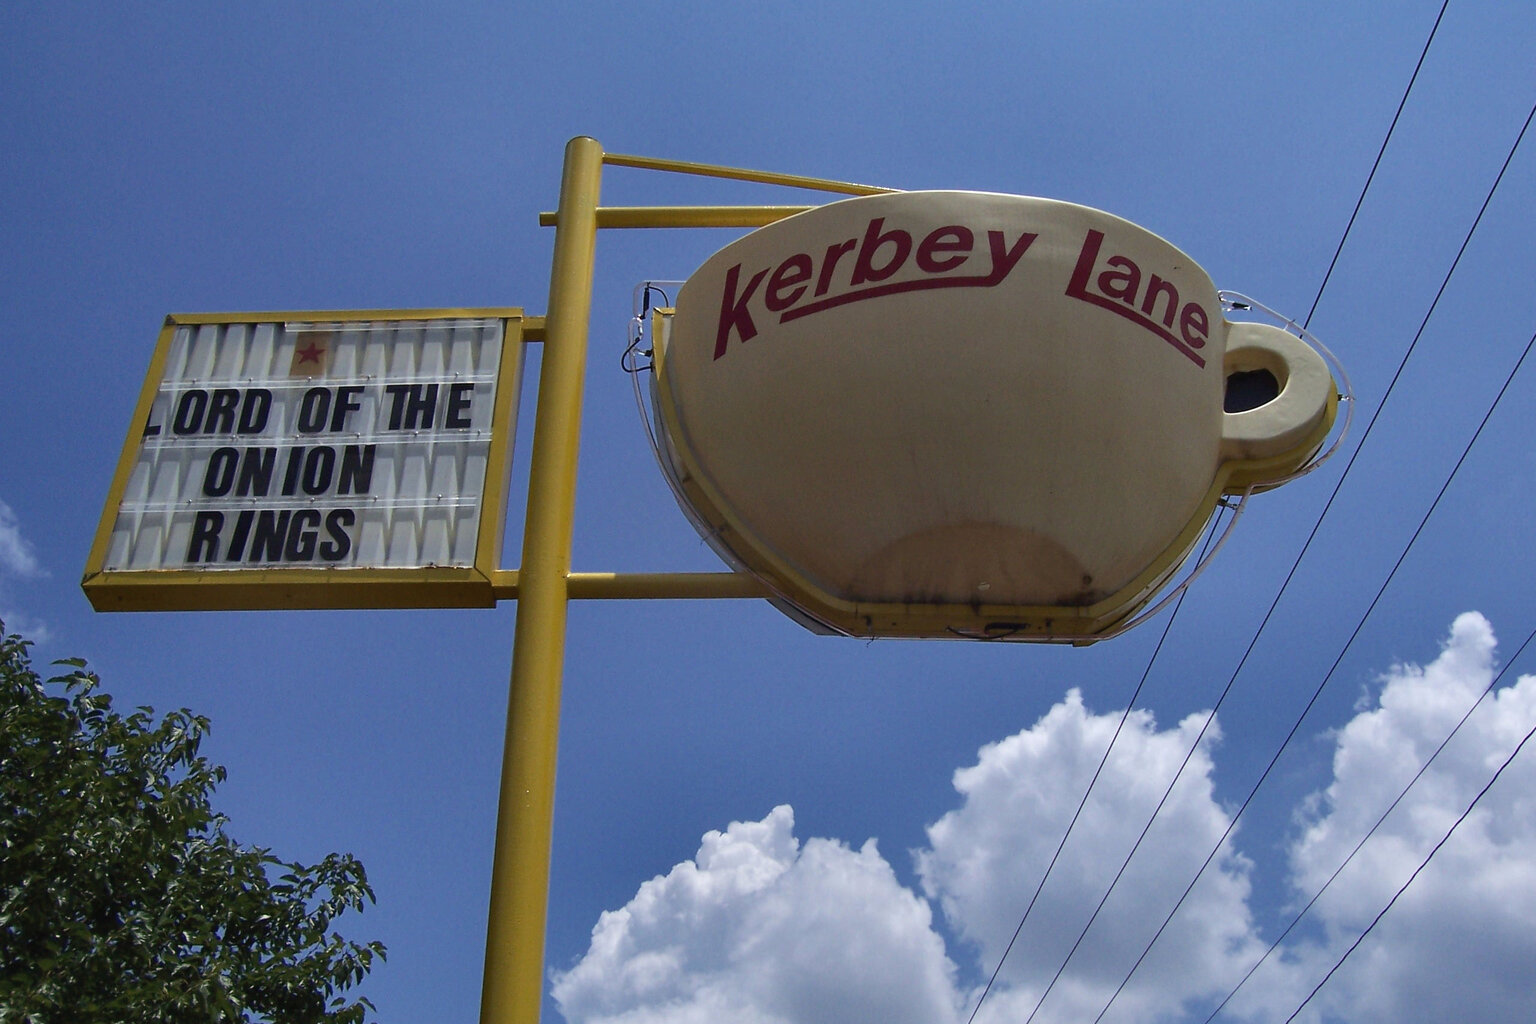 LORD OF THE
ONION
RINGS
Kerbey Lane